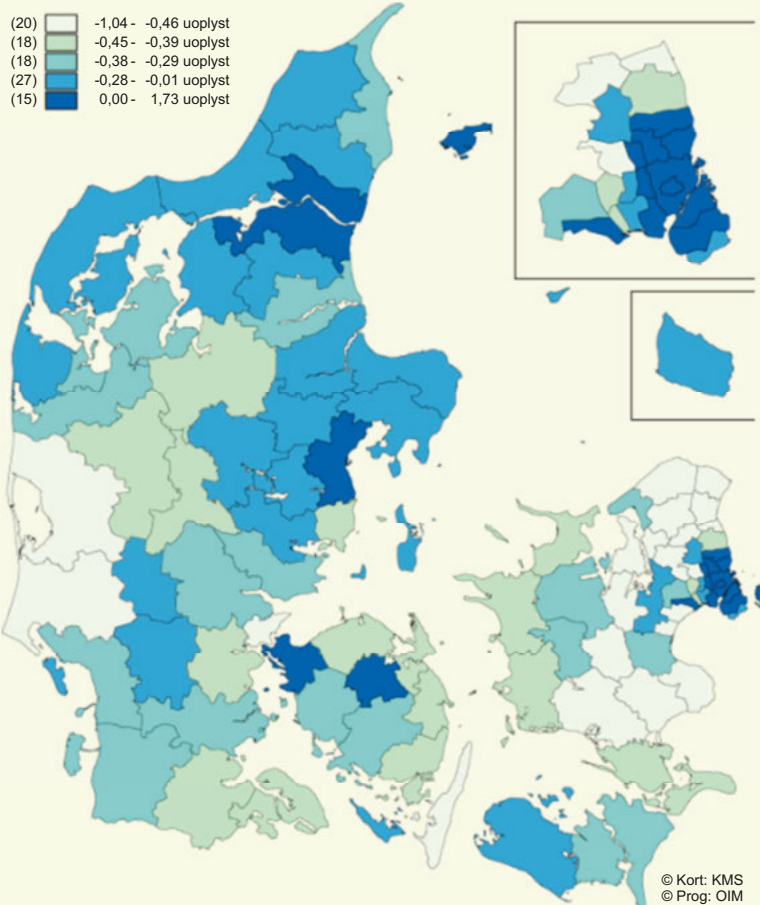 (20) -1,04 - -0,46 uoplyst
(18) -0,45 - -0,39 uoplyst
(18) -0,38 - -0,29 uoplyst
(27) -0,28 - -0,01 uoplyst
(15) 0,00 - 1,73 uoplyst
© Kort: KMS
© Prog: OIM